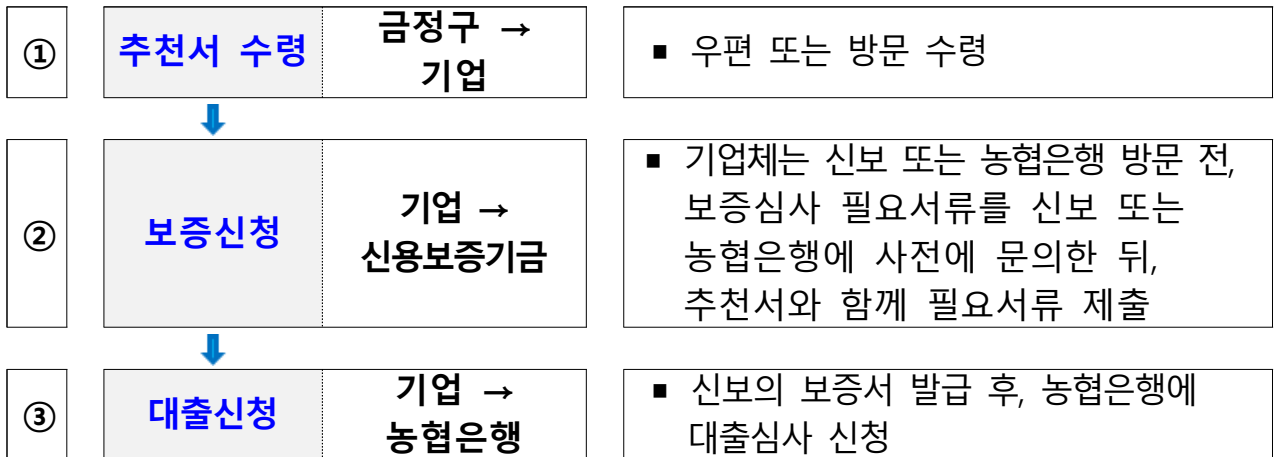 ①
추천서 수령
금정구 →
기업
▪ 우편 또는 방문 수령
②
보증신청
기업 →
신용보증기금
▪ 기업체는 신보 또는 농협은행 방문 전,
보증심사 필요서류를 신보 또는
농협은행에 사전에 문의한 뒤,
추천서와 함께 필요서류 제출
③
대출신청
기업 →
농협은행
▪ 신보의 보증서 발급 후, 농협은행에
대출심사 신청